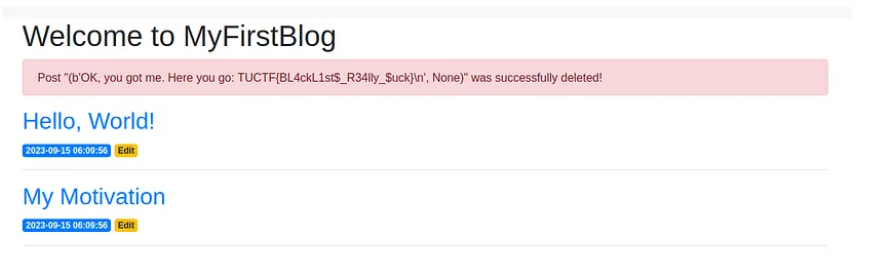 Welcome to MyFirstBlog
Post "(b'OK, you got me. Here you go: TUCTF{BL4ckL1st$_R34lly_$uck}\n', None)" was successfully deleted!
Hello, World!
2023-09-15 06:09:56 Edit
My Motivation
2023-09-15 06:09:56 Edit